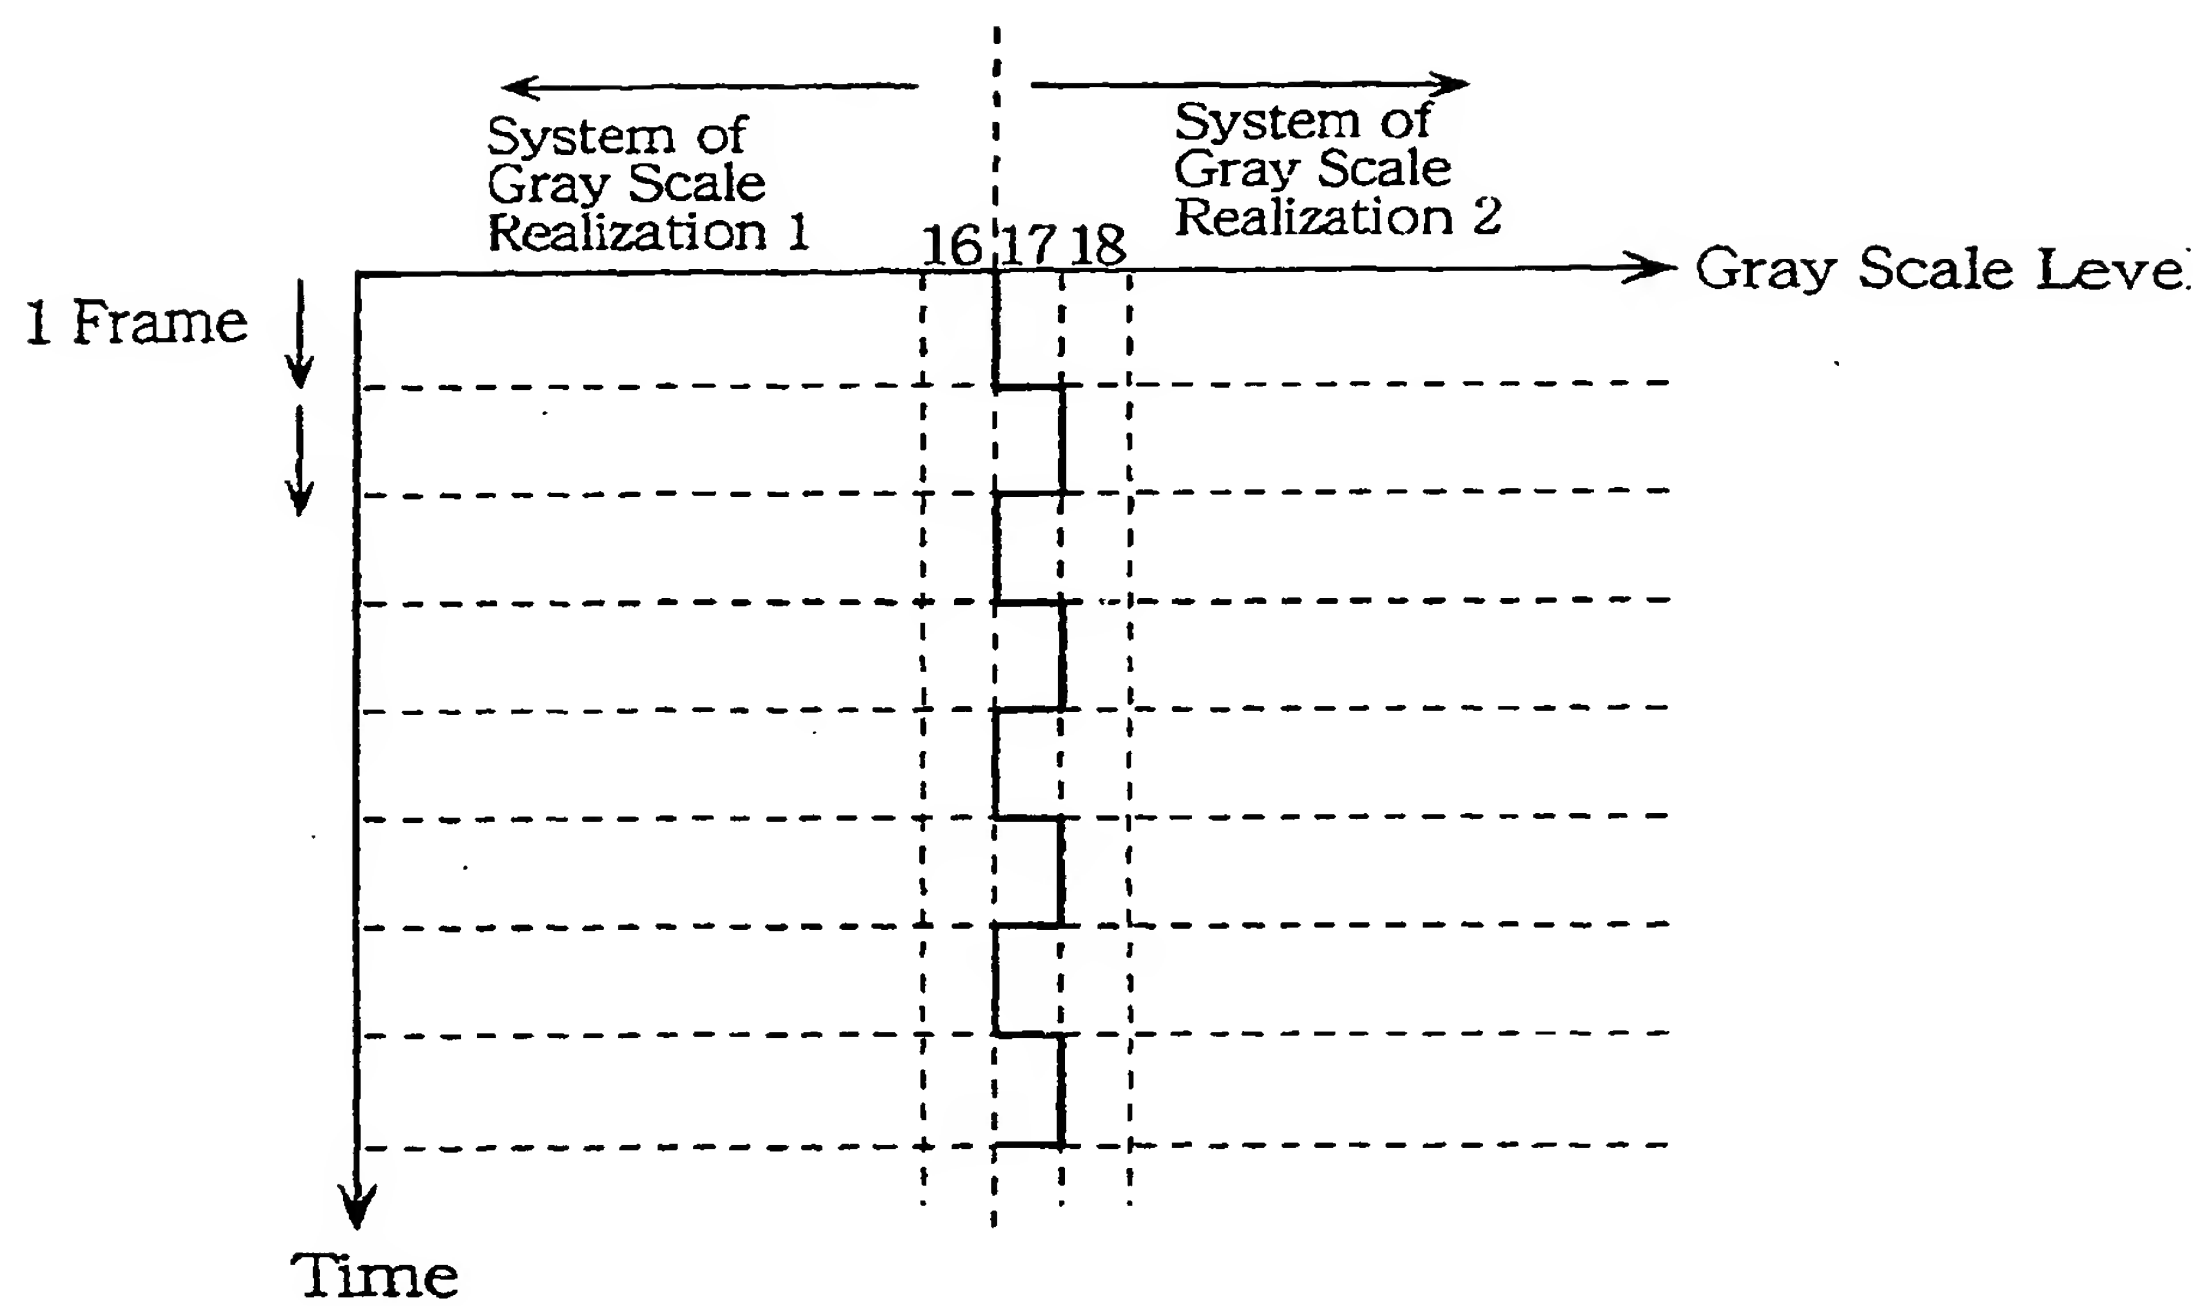 System of
Gray Scale
Realization 1
System of
Gray Scale
Realization 2
16 17 18
Gray Scale Level
1 Frame
Time